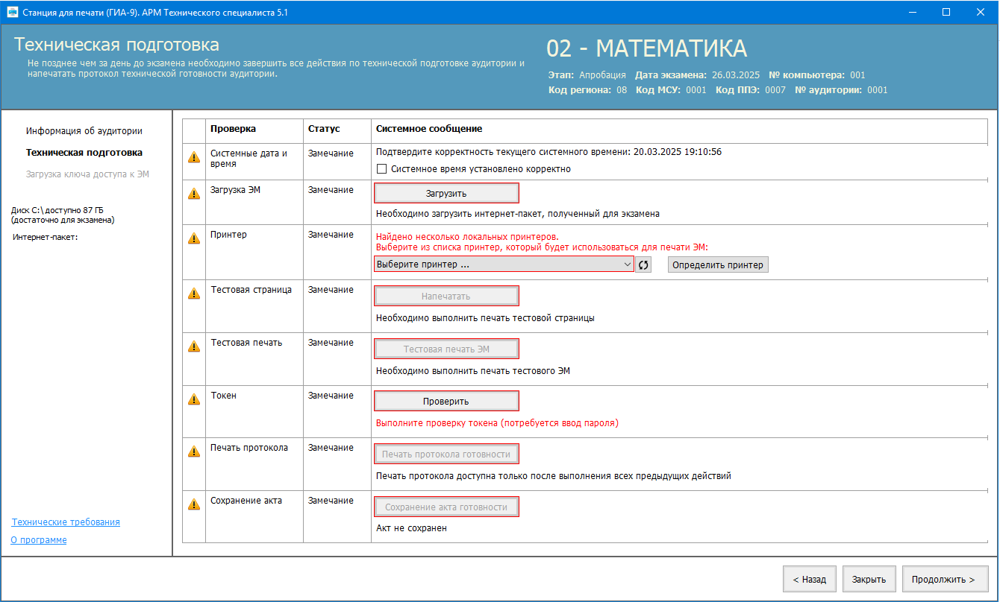 Станция для печати (ГИА-9). АРМ Технического специалиста 5.1
Техническая подготовка
Не позднее чем за день до экзамена необходимо завершить все действия по технической подготовке аудитории и
напечатать протокол технической готовности аудитории.
02 - МАТЕМАТИКА
Этап: Апробация Дата экзамена: 26.03.2025 № компьютера: 001
Код региона: 08 Код МСУ: 0001 Код ППЭ: 0007 № аудитории: 0001
Информация об аудитории
Техническая подготовка
Загрузка ключа доступа к ЭМ
Диск C:\ доступно 87 ГБ
(достаточно для экзамена)
Интернет-пакет:
Технические требования
О программе
Проверка Статус Системное сообщение
Системные дата и
время
Замечание
Подтвердите корректность текущего системного времени: 20.03.2025 19:10:56
Системное время установлено корректно
Загрузка ЭМ
Замечание
Загрузить
Необходимо загрузить интернет-пакет, полученный для экзамена
Принтер
Замечание
Найдено несколько локальных принтеров.
Выберите из списка принтер, который будет использоваться для печати ЭМ:
Выберите принтер ...
Определить принтер
Тестовая страница
Замечание
Напечатать
Необходимо выполнить печать тестовой страницы
Тестовая печать
Замечание
Тестовая печать ЭМ
Необходимо выполнить печать тестового ЭМ
Токен
Замечание
Проверить
Выполните проверку токена (потребуется ввод пароля)
Печать протокола
Замечание
Печать протокола готовности
Печать протокола доступна только после выполнения всех предыдущих действий
Сохранение акта
Замечание
Сохранение акта готовности
Акт не сохранен
< Назад
Закрыть
Продолжить >